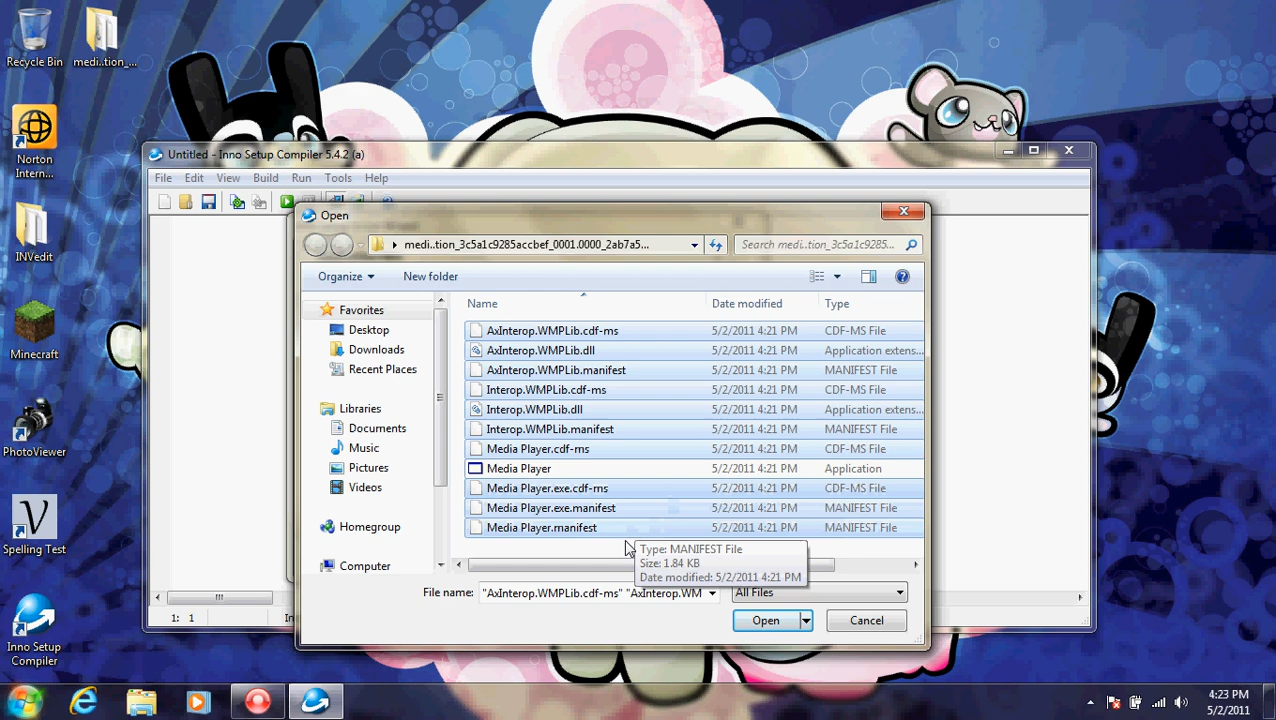 Recycle Bin
medi..tion_...
Norton
Intern...
INVedit
Minecraft
PhotoViewer
V
Spelling Test
Inno Setup
Compiler
Untitled - Inno Setup Compiler 5.4.2 (a)
File Edit View Build Run Tools Help
Open
medi..tion_3c5a1c9285accbef_0001.0000_2ab7a5...
Search medi..tion_3c5a1c9285...
Organize
New folder
Favorites
Desktop
Downloads
Recent Places
Libraries
Documents
Music
Pictures
Videos
Homegroup
Computer
Name Date modified Type
AxInterop.WMPLib.cdf-ms 5/2/2011 4:21 PM CDF-MS File
AxInterop.WMPLib.dll 5/2/2011 4:21 PM Application extens...
AxInterop.WMPLib.manifest 5/2/2011 4:21 PM MANIFEST File
Interop.WMPLib.cdf-ms 5/2/2011 4:21 PM CDF-MS File
Interop.WMPLib.dll 5/2/2011 4:21 PM Application extens...
Interop.WMPLib.manifest 5/2/2011 4:21 PM MANIFEST File
Media Player.cdf-ms 5/2/2011 4:21 PM CDF-MS File
Media Player 5/2/2011 4:21 PM Application
Media Player.exe.cdf-ms 5/2/2011 4:21 PM CDF-MS File
Media Player.exe.manifest 5/2/2011 4:21 PM MANIFEST File
Media Player.manifest 5/2/2011 4:21 PM MANIFEST File
Type: MANIFEST File
Size: 1.84 KB
Date modified: 5/2/2011 4:21 PM
File name: "AxInterop.WMPLib.cdf-ms" "AxInterop.WM
All Files
Open
Cancel
1: 1
4:23 PM
5/2/2011